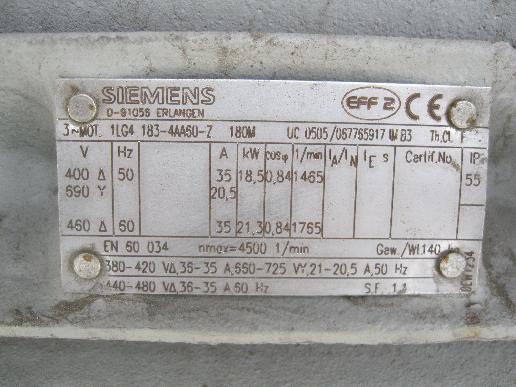 SIEMENS
D-91056 ERLANGEN
EFF 2 CE
3~MOT. 1LG4 183-4AA60-Z 180M UC 0505/067765917 IM B3 Th.Cl. F
V Hz A kW cosφ 1/min IA/IN IE s Certif.No. IP
400 Δ 50 35 18,5 0,84 1465 55
690 Y 20,5
460 Δ 60 35 21,3 0,84 1765
EN 60 034 nmax=4500 1/min Gew./Wt.140
380-420 VΔ,36-35 A,660-725 VY,21-20,5 A,50 Hz
440-480 VΔ,36-35 A,60 Hz S.F. 1,1